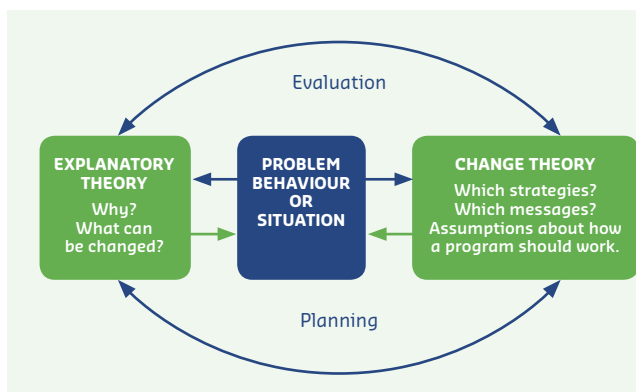 Evaluation
EXPLANATORY
THEORY
Why?
What can
be changed?
PROBLEM
BEHAVIOUR
OR
SITUATION
CHANGE THEORY
Which strategies?
Which messages?
Assumptions about how
a program should work.
Planning